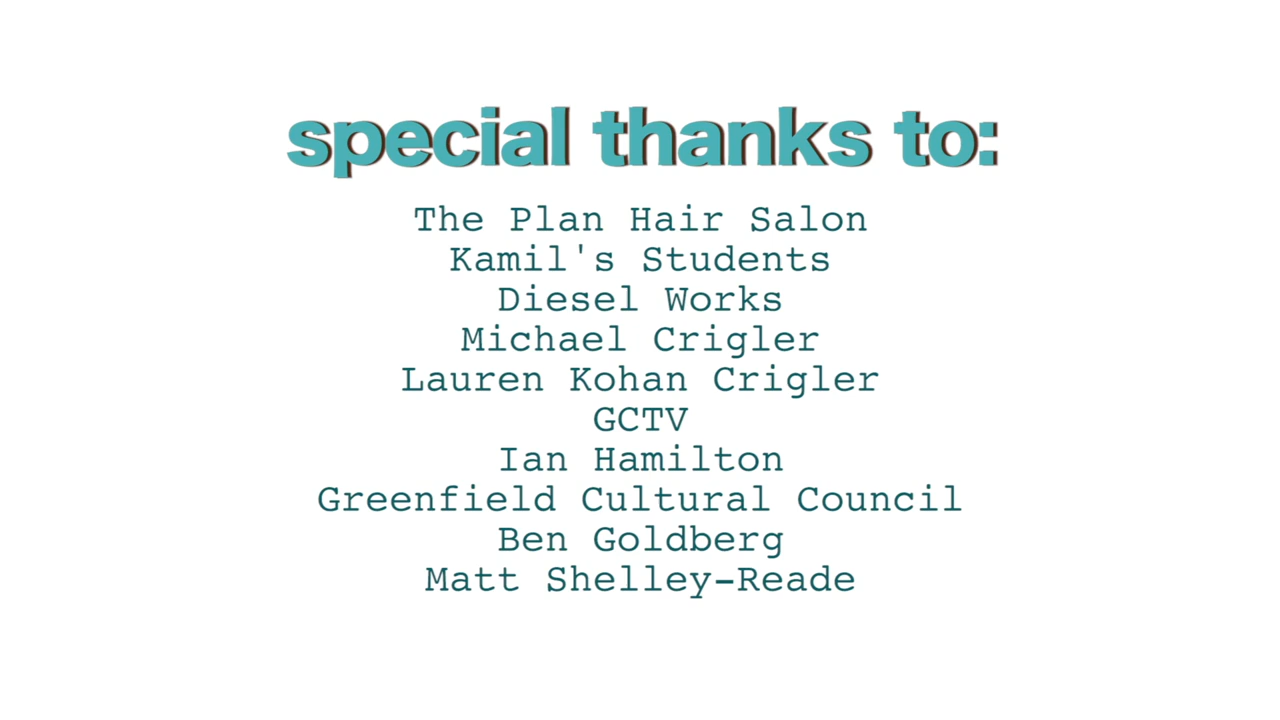 special thanks to:
The Plan Hair Salon
Kamil's Students
Diesel Works
Michael Crigler
Lauren Kohan Crigler
GCTV
Ian Hamilton
Greenfield Cultural Council
Ben Goldberg
Matt Shelley-Reade